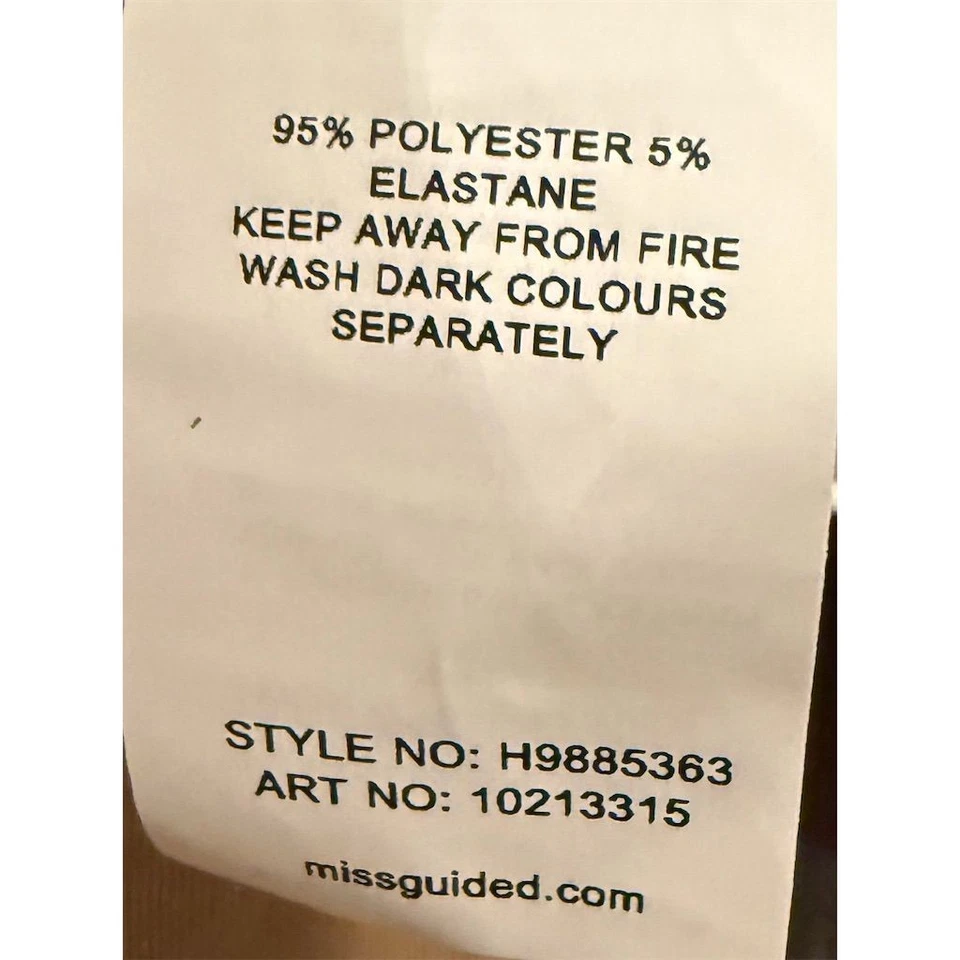 95% POLYESTER 5%
ELASTANE
KEEP AWAY FROM FIRE
WASH DARK COLOURS
SEPARATELY
STYLE NO: H9885363
ART NO: 10213315
missguided.com